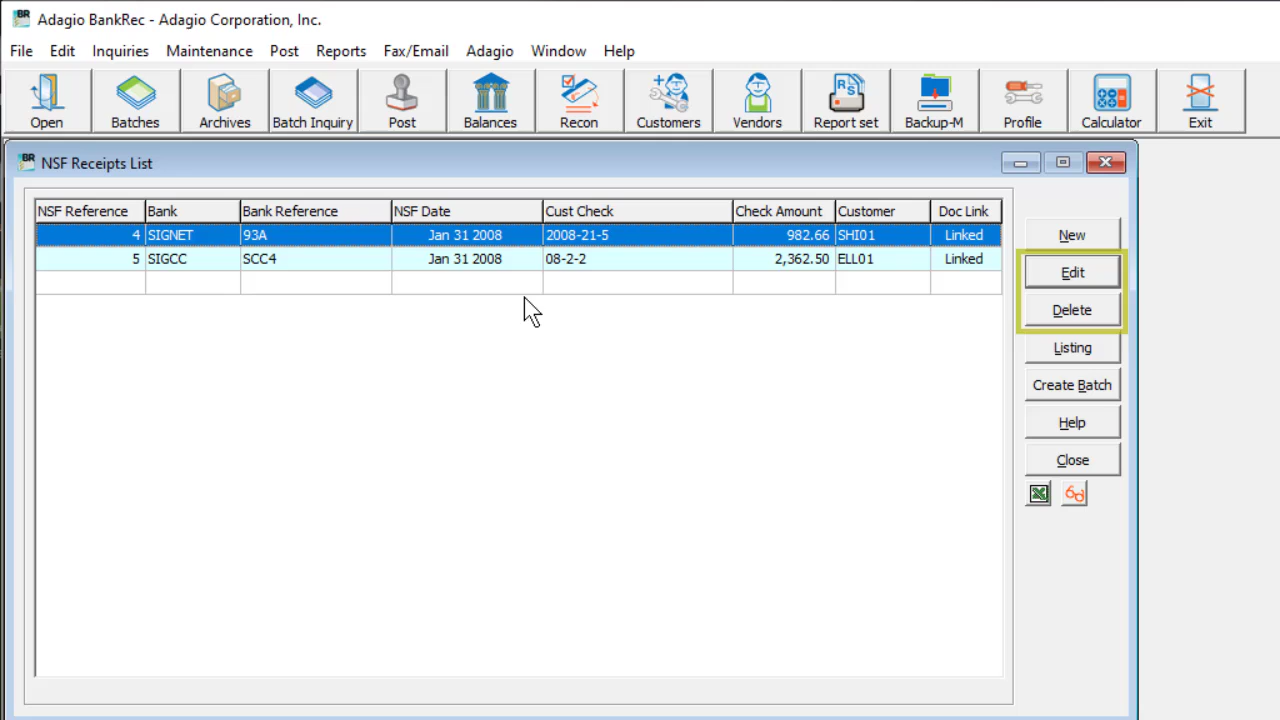 BR Adagio BankRec - Adagio Corporation, Inc.
File Edit Inquiries Maintenance Post Reports Fax/Email Adagio Window Help
Open Batches Archives Batch Inquiry Post Balances Recon Customers Vendors Report set Backup-M Profile Calculator Exit
BR NSF Receipts List
NSF Reference Bank Bank Reference NSF Date Cust Check Check Amount Customer Doc Link
4 SIGNET 93A Jan 31 2008 2008-21-5 982.66 SHI01 Linked
5 SIGCC SCC4 Jan 31 2008 08-2-2 2,362.50 ELL01 Linked
New
Edit
Delete
Listing
Create Batch
Help
Close